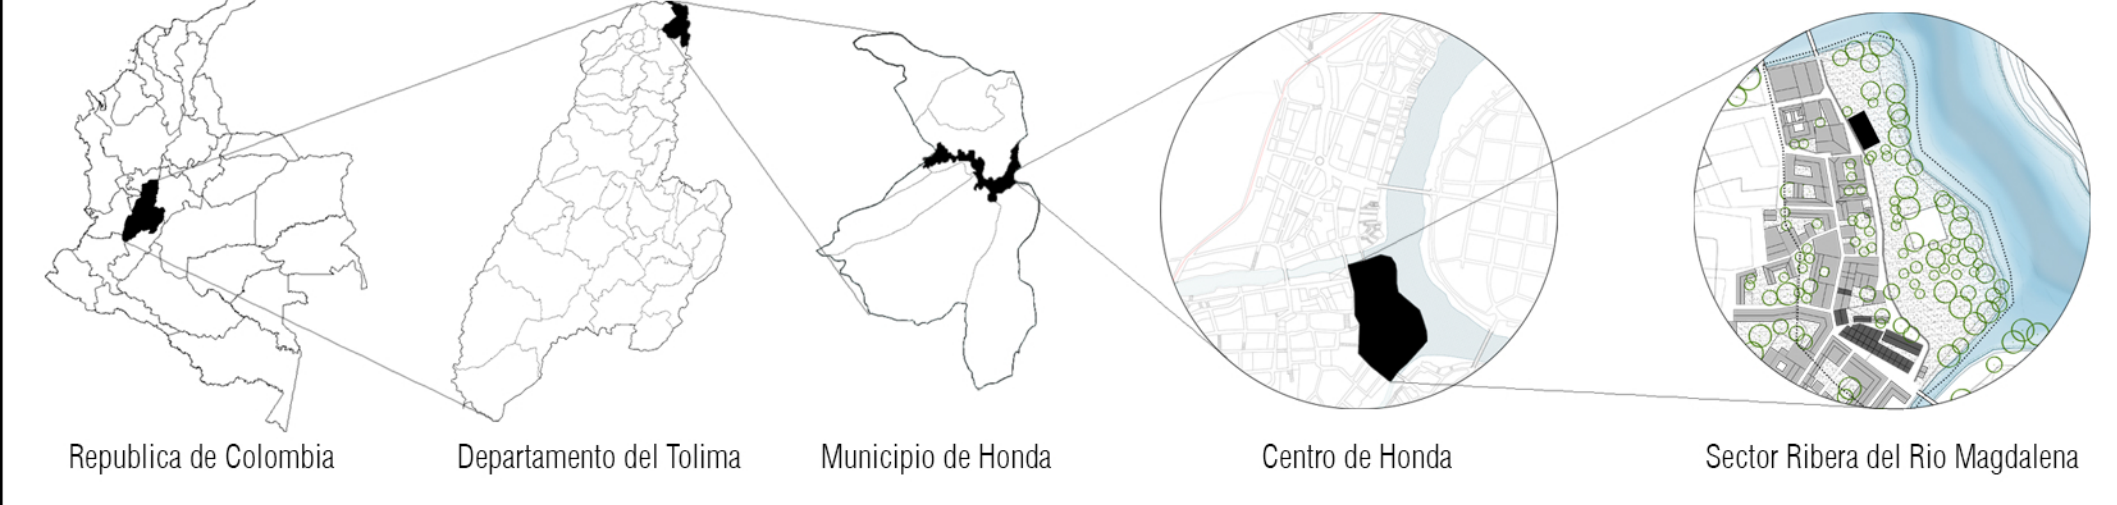 Republica de Colombia
Departamento del Tolima
Municipio de Honda
Centro de Honda
Sector Ribera del Rio Magdalena